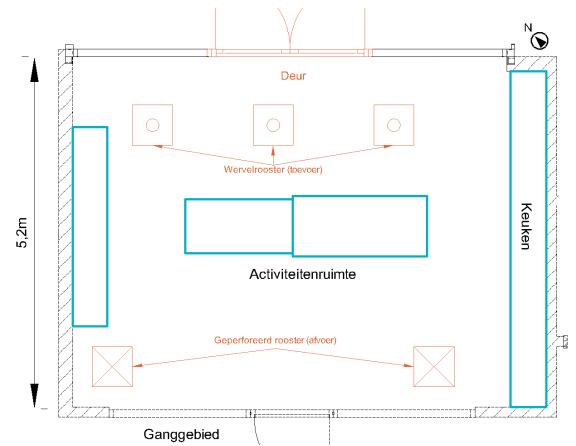 N
Deur
Wervelrooster (toevoer)
5,2m
Keuken
Activiteitenruimte
Geperforeerd rooster (afvoer)
Ganggebied